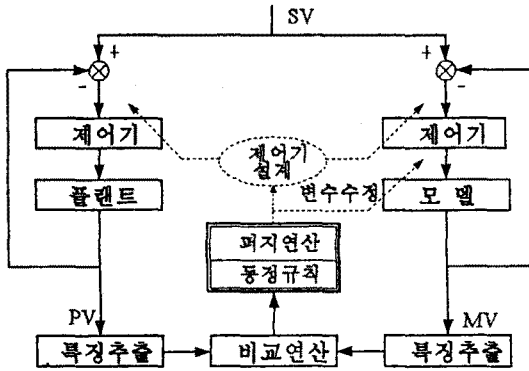 SV
+
+
-
-
제어기
제어기
제어기
설계
플랜트
변수수정
모델
퍼지연산
동정규칙
PV
MV
특징추출
비교연산
특징추출